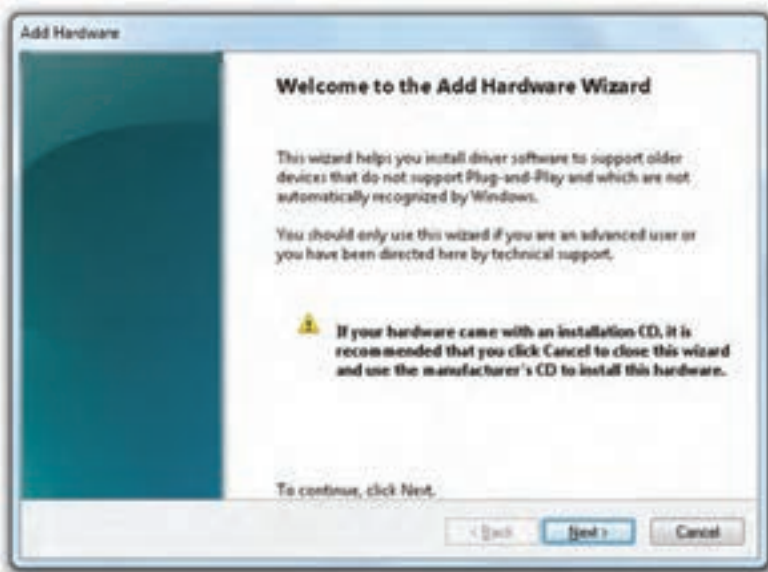 Add Hardware
Welcome to the Add Hardware Wizard
This wizard helps you install driver software to support older
devices that do not support Plug-and-Play and which are not
automatically recognized by Windows.
You should only use this wizard if you are an advanced user or
you have been directed here by technical support.
If your hardware came with an installation CD, it is
recommended that you click Cancel to close this wizard
and use the manufacturer's CD to install this hardware.
To continue, click Next.
< Back Next > Cancel